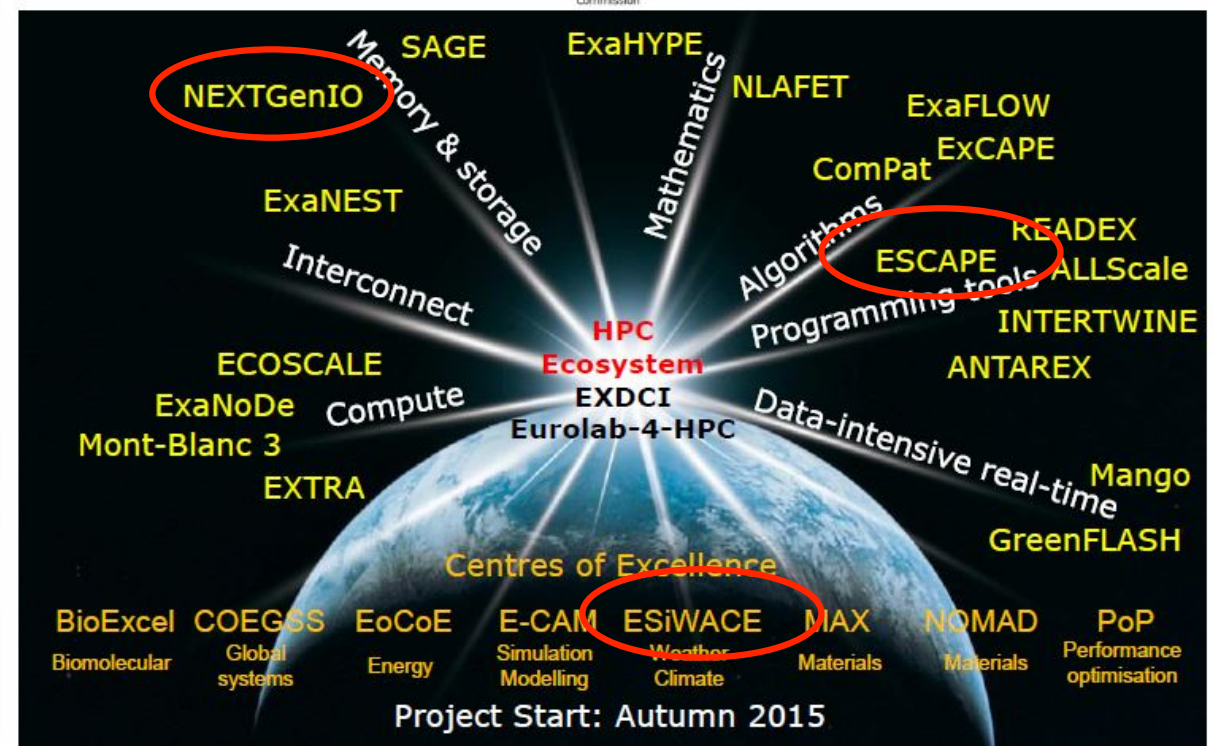 Commission
SAGE
ExaHYPE
NEXTGenIO
Memory & storage
Mathematics
NLAFET
ExaFLOW
ExCAPE
ComPat
ExaNEST
Algorithms
READEX
ESCAPE
ALLScale
Interconnect
Programming tools
INTERTWINE
HPC
Ecosystem
EXDCI
Eurolab-4-HPC
ECOSCALE
ANTAREX
ExaNoDe
Compute
Mont-Blanc 3
Data-intensive real-time
Mango
EXTRA
GreenFLASH
Centres of Excellence
BioExcel COEGSS EoCoE E-CAM ESiWACE MAX NOMAD PoP
Biomolecular Global systems Energy Simulation Modelling Weather Climate Materials Materials Performance optimisation
Project Start: Autumn 2015